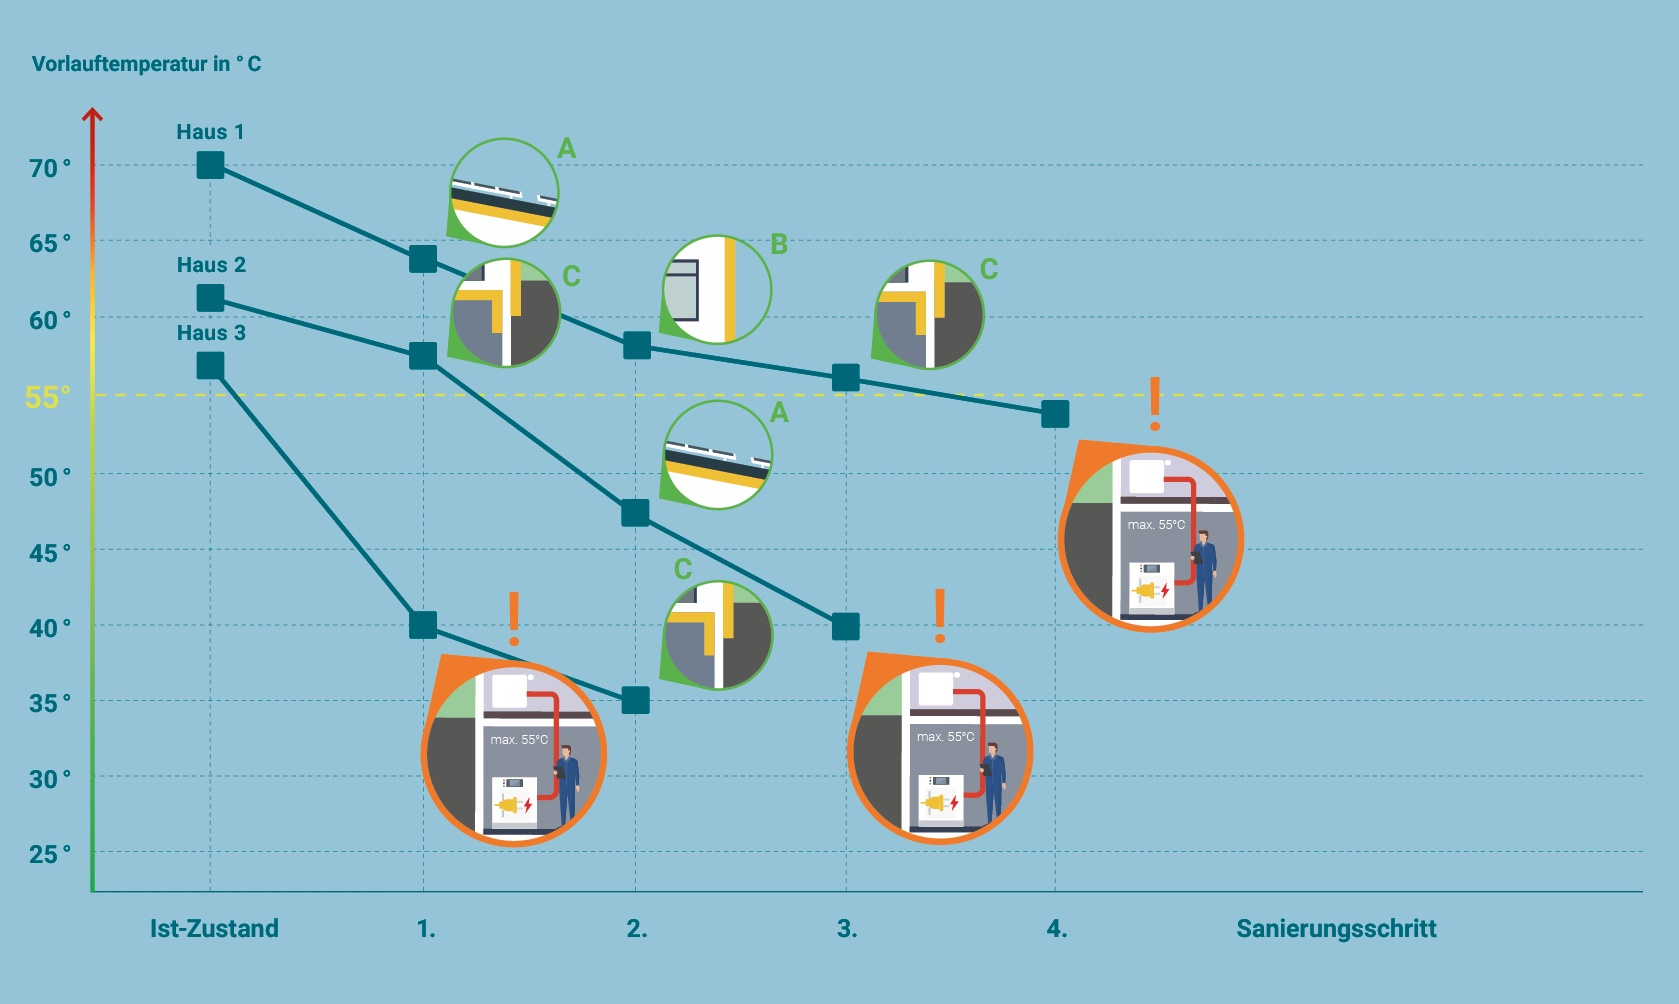 Vorlauftemperatur in ° C
Haus 1
A
70°
65°
B
Haus 2
C
C
60°
Haus 3
!
55°
A
50°
max. 55°C
45°
C
!
!
40°
35°
max. 55°C
max. 55°C
30°
25°
Ist-Zustand 1. 2. 3. 4. Sanierungsschritt